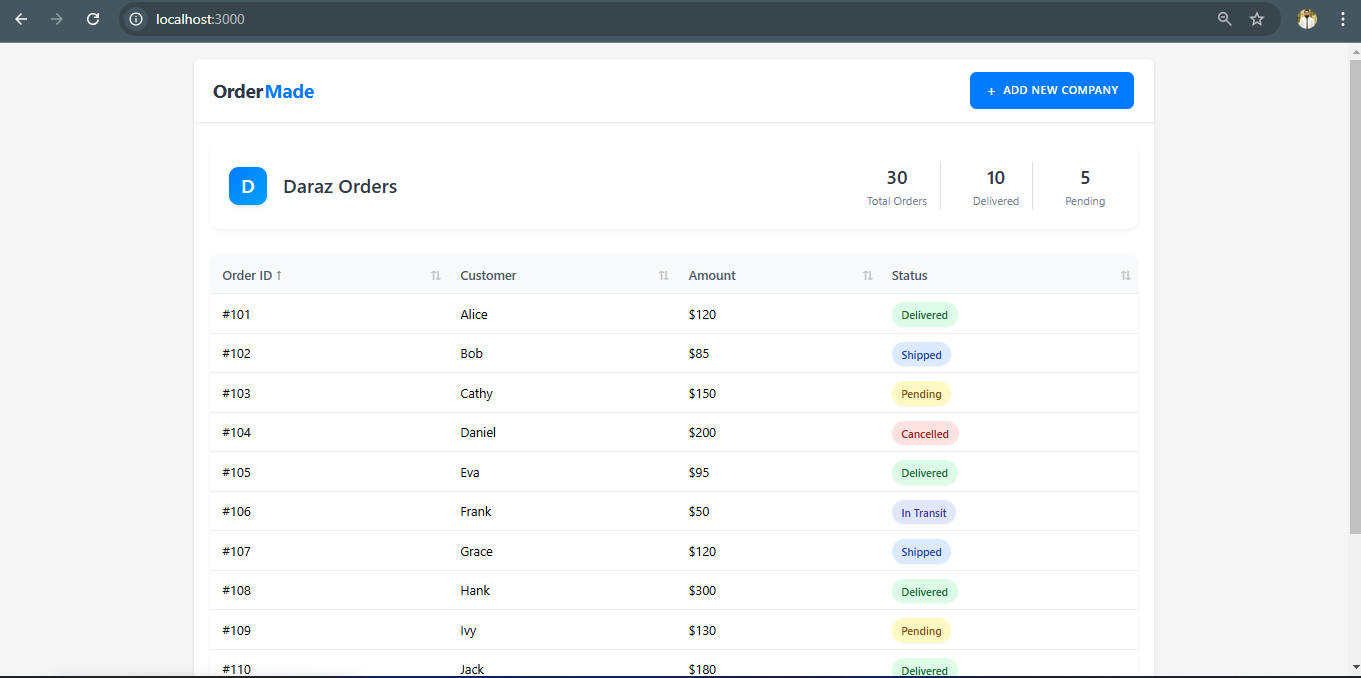 localhost:3000
OrderMade
+ ADD NEW COMPANY
D Daraz Orders
30 10 5
Total Orders Delivered Pending
Order ID ↑ Customer Amount Status
#101 Alice $120 Delivered
#102 Bob $85 Shipped
#103 Cathy $150 Pending
#104 Daniel $200 Cancelled
#105 Eva $95 Delivered
#106 Frank $50 In Transit
#107 Grace $120 Shipped
#108 Hank $300 Delivered
#109 Ivy $130 Pending
#110 Jack $180 Delivered